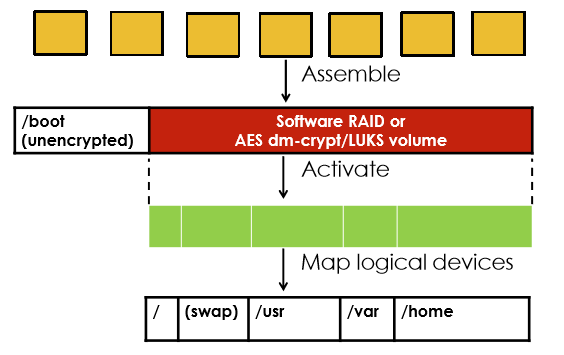 Assemble
/boot
(unencrypted)
Software RAID or
AES dm-crypt/LUKS volume
Activate
Map logical devices
/ (swap) /usr /var /home